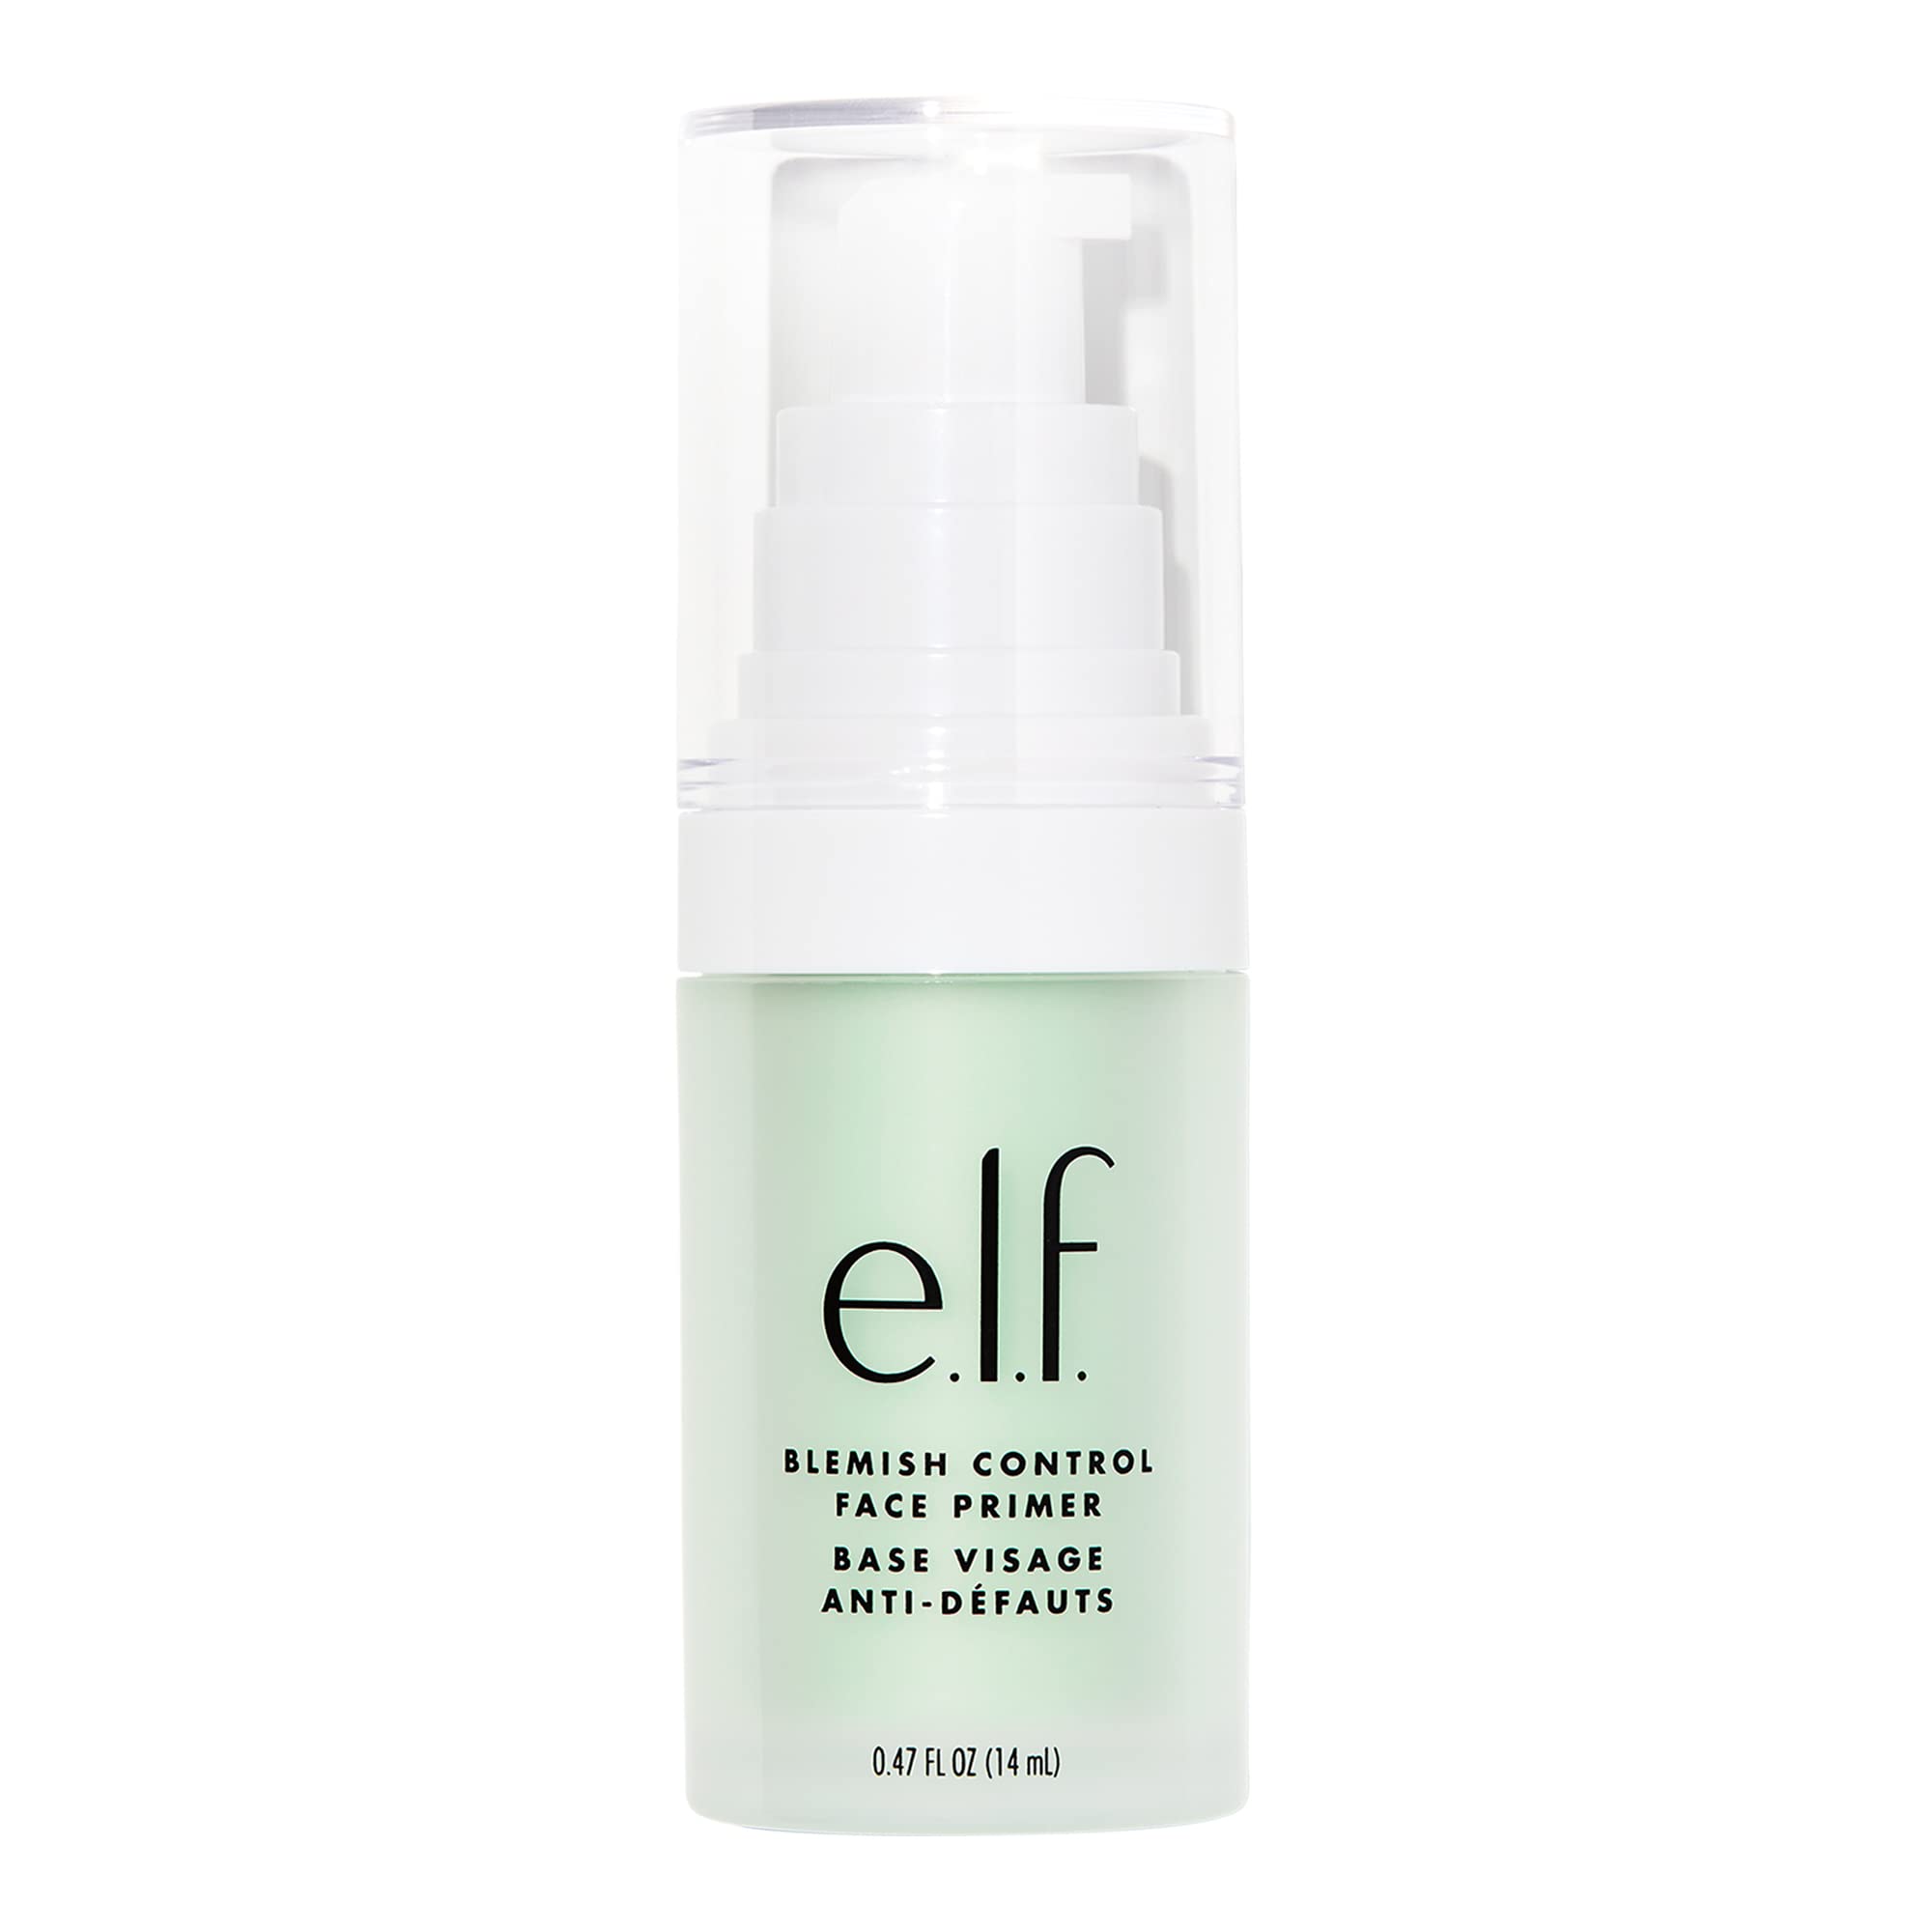 e.l.f.
BLEMISH CONTROL
FACE PRIMER
BASE VISAGE
ANTI-DÉFAUTS
0.47 FL OZ (14 mL)